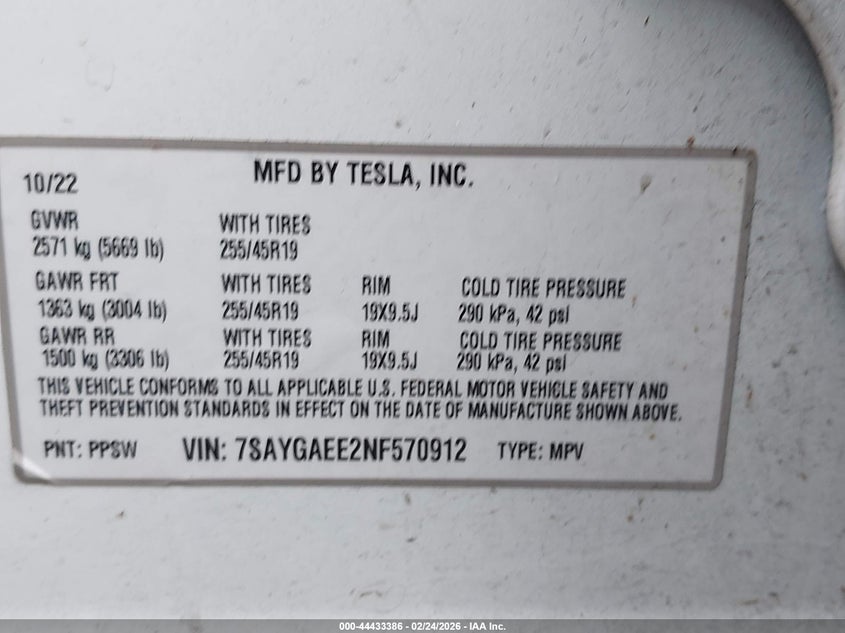 10/22 MFD BY TESLA, INC.
GVWR WITH TIRES
2571 kg (5669 lb) 255/45R19
GAWR FRT WITH TIRES RIM COLD TIRE PRESSURE
1363 kg (3004 lb) 255/45R19 19X9.5J 290 kPa, 42 psi
GAWR RR WITH TIRES RIM COLD TIRE PRESSURE
1500 kg (3306 lb) 255/45R19 19X9.5J 290 kPa, 42 psi
THIS VEHICLE CONFORMS TO ALL APPLICABLE U.S. FEDERAL MOTOR VEHICLE SAFETY AND
THEFT PREVENTION STANDARDS IN EFFECT ON THE DATE OF MANUFACTURE SHOWN ABOVE.
PNT: PPSW VIN: 7SAYGAEE2NF570912 TYPE: MPV
000-44433386 - 02/24/2026 - IAA Inc.